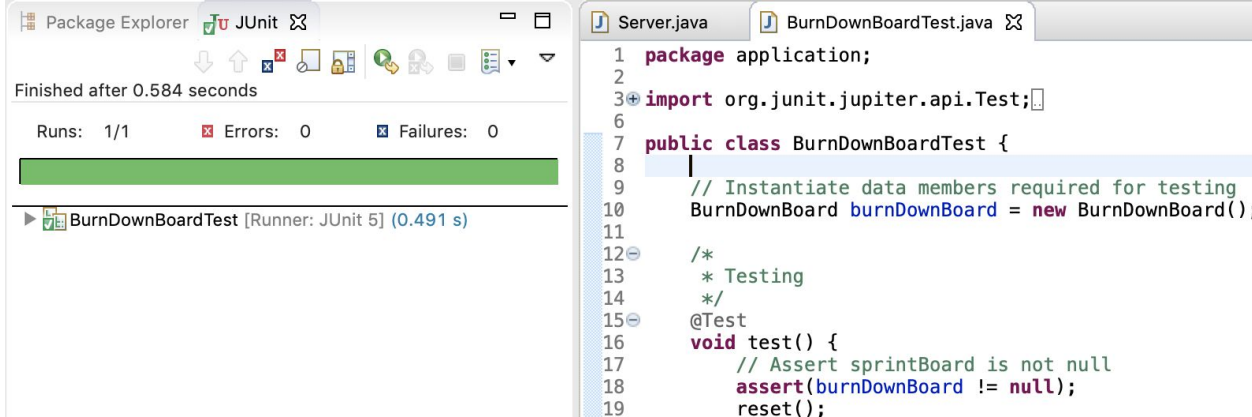 Package Explorer JUnit
Finished after 0.584 seconds
Runs: 1/1 Errors: 0 Failures: 0
BurnDownBoardTest [Runner: JUnit 5] (0.491 s)
Server.java BurnDownBoardTest.java
1 package application;
2
3 import org.junit.jupiter.api.Test;
6
7 public class BurnDownBoardTest {
8
9 // Instantiate data members required for testing
10 BurnDownBoard burnDownBoard = new BurnDownBoard();
11
12 /*
13 * Testing
14 */
15 @Test
16 void test() {
17 // Assert sprintBoard is not null
18 assert(burnDownBoard != null);
19 reset();